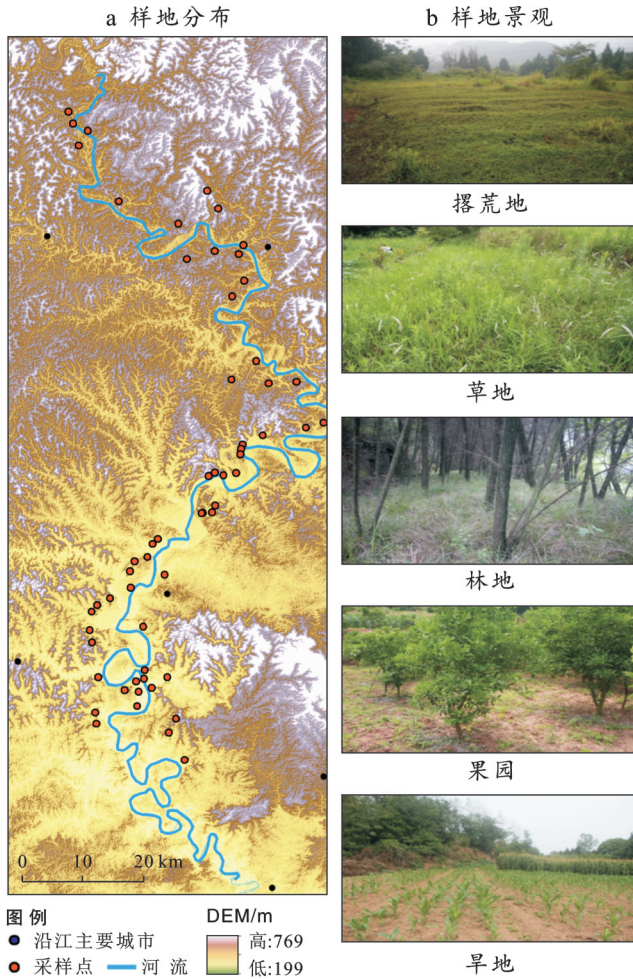 a 样地分布
b 样地景观
撂荒地
草地
林地
果园
旱地
0 10 20 km
图例
沿江主要城市
采样点
河流
DEM/m
高:769
低:199